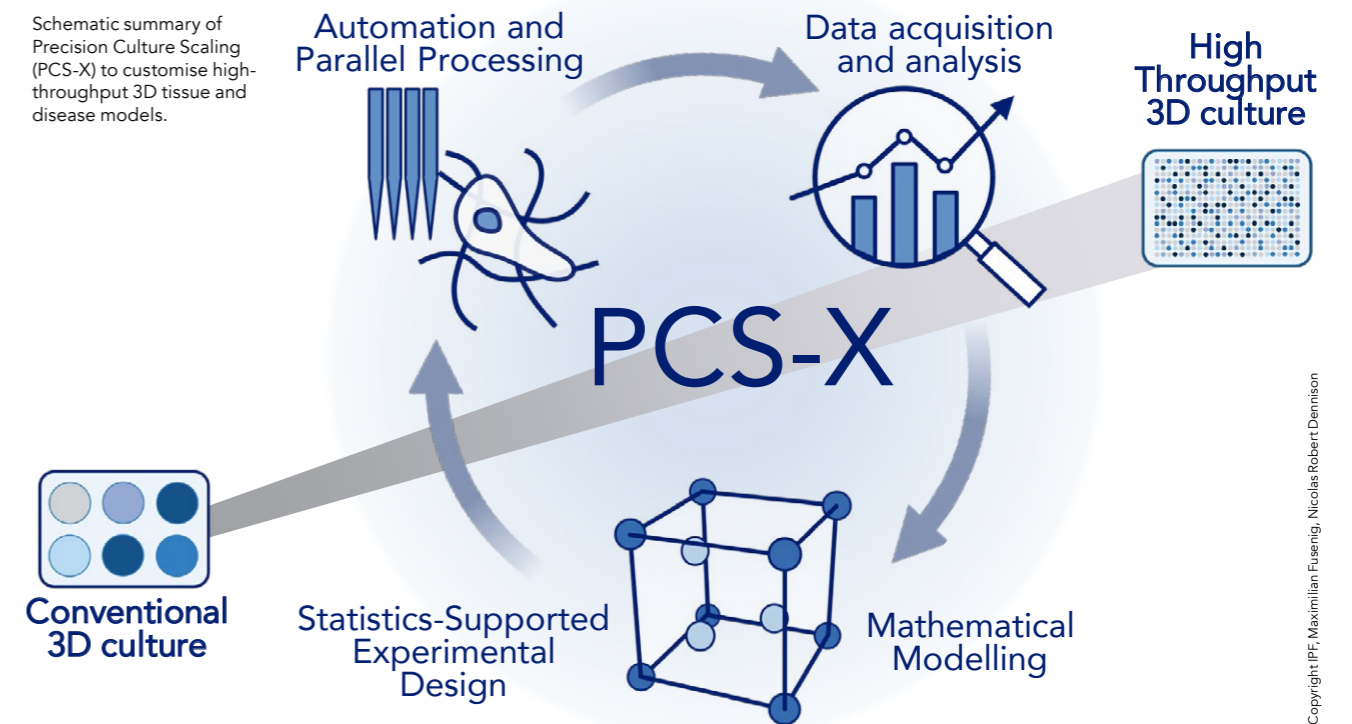 Schematic summary of
Precision Culture Scaling
(PCS-X) to customise high-
throughput 3D tissue and
disease models.
Automation and
Parallel Processing
Data acquisition
and analysis
High
Throughput
3D culture
PCS-X
Conventional
3D culture
Statistics-Supported
Experimental
Design
Mathematical
Modelling
Copyright IPF, Maximilian Fusenig, Nicolas Robert Dennison